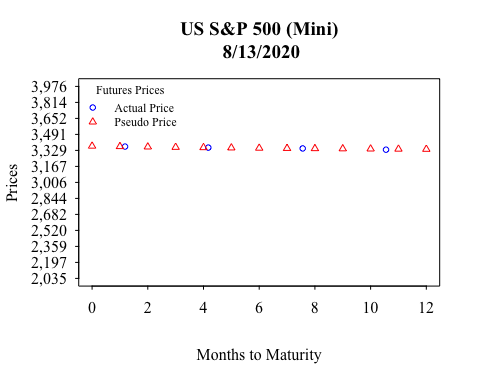 US S&P 500 (Mini)
8/13/2020
Futures Prices
Actual Price
Pseudo Price
Prices
3,976
3,814
3,652
3,491
3,329
3,167
3,006
2,844
2,682
2,520
2,359
2,197
2,035
0 2 4 6 8 10 12
Months to Maturity